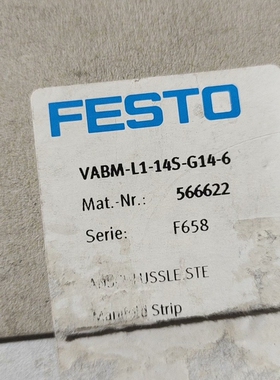 FESTO
VABM-L1-14S-G14-6
Mat.-Nr.: 566622
Serie: F658
Manifold Strip